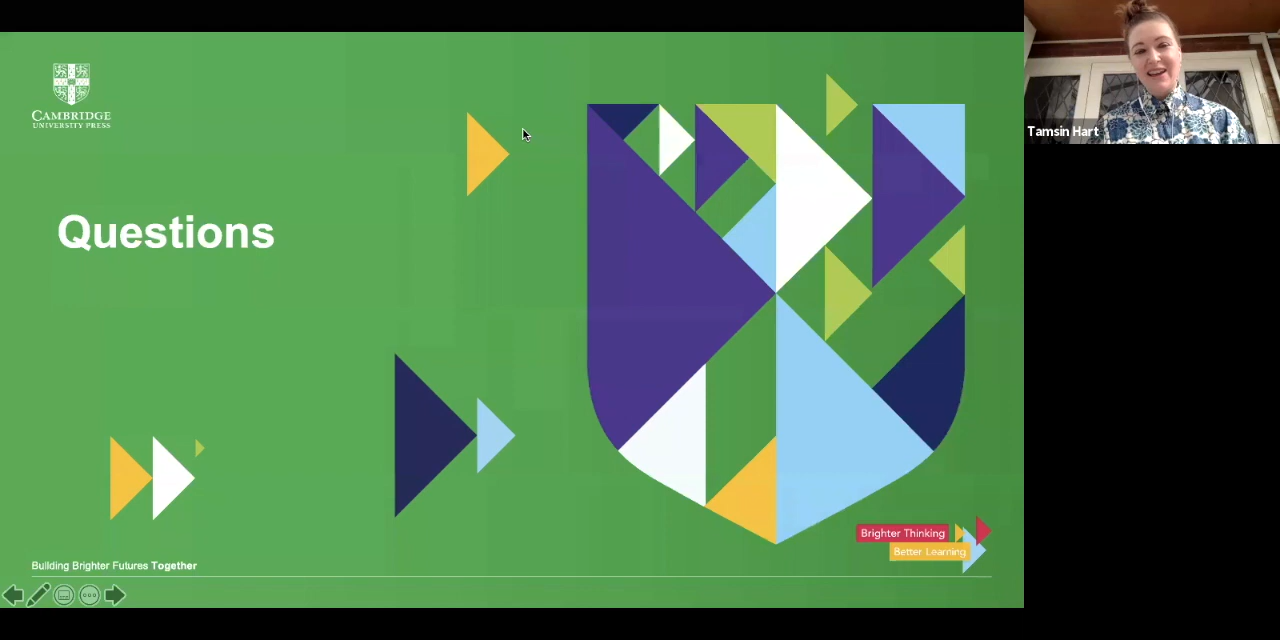 CAMBRIDGE
UNIVERSITY PRESS
Questions
Tamsin Hart
Brighter Thinking
Better Learning
Building Brighter Futures Together